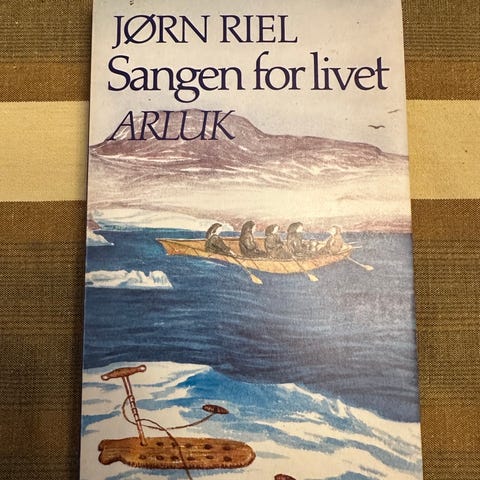 JØRN RIEL
Sangen for livet
ARLUK